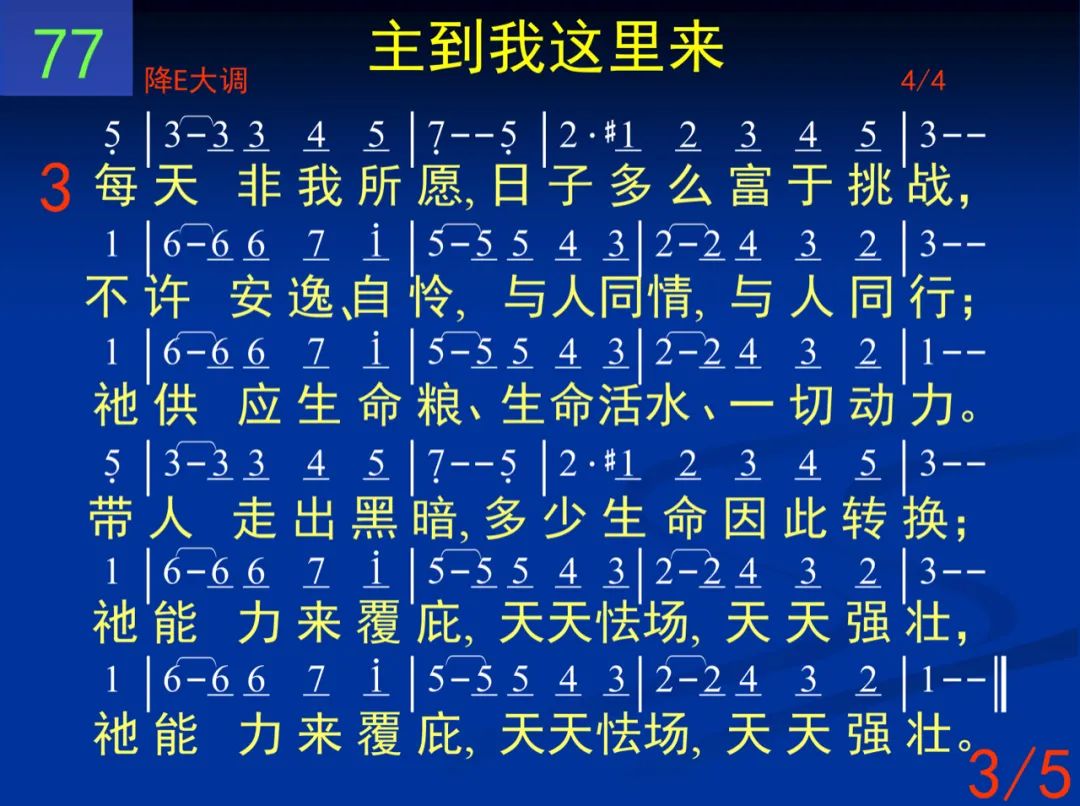 77
主到我这里来
降E大调 4/4
5̣ | 3 - 3 3 4 5 | 7̣ - - 5̣ | 2 · #1 2 3 4 5 | 3 - -
3 每天 非我所愿, 日子多么富于挑战,
1 | 6 - 6 6 7 i | 5 - 5 5 4 3 | 2 - 2 4 3 2 | 3 - -
不许 安逸、自怜, 与人同情, 与人同行;
1 | 6 - 6 6 7 i | 5 - 5 5 4 3 | 2 - 2 4 3 2 | 1 - -
祂供 应生命粮、生命活水、一切动力。
5̣ | 3 - 3 3 4 5 | 7̣ - - 5̣ | 2 · #1 2 3 4 5 | 3 - -
带人 走出黑暗, 多少生命因此转换;
1 | 6 - 6 6 7 i | 5 - 5 5 4 3 | 2 - 2 4 3 2 | 3 - -
祂能 力来覆庇, 天天怯场, 天天强壮,
1 | 6 - 6 6 7 i | 5 - 5 5 4 3 | 2 - 2 4 3 2 | 1 - - ‖
祂能 力来覆庇, 天天怯场, 天天强壮。
3/5